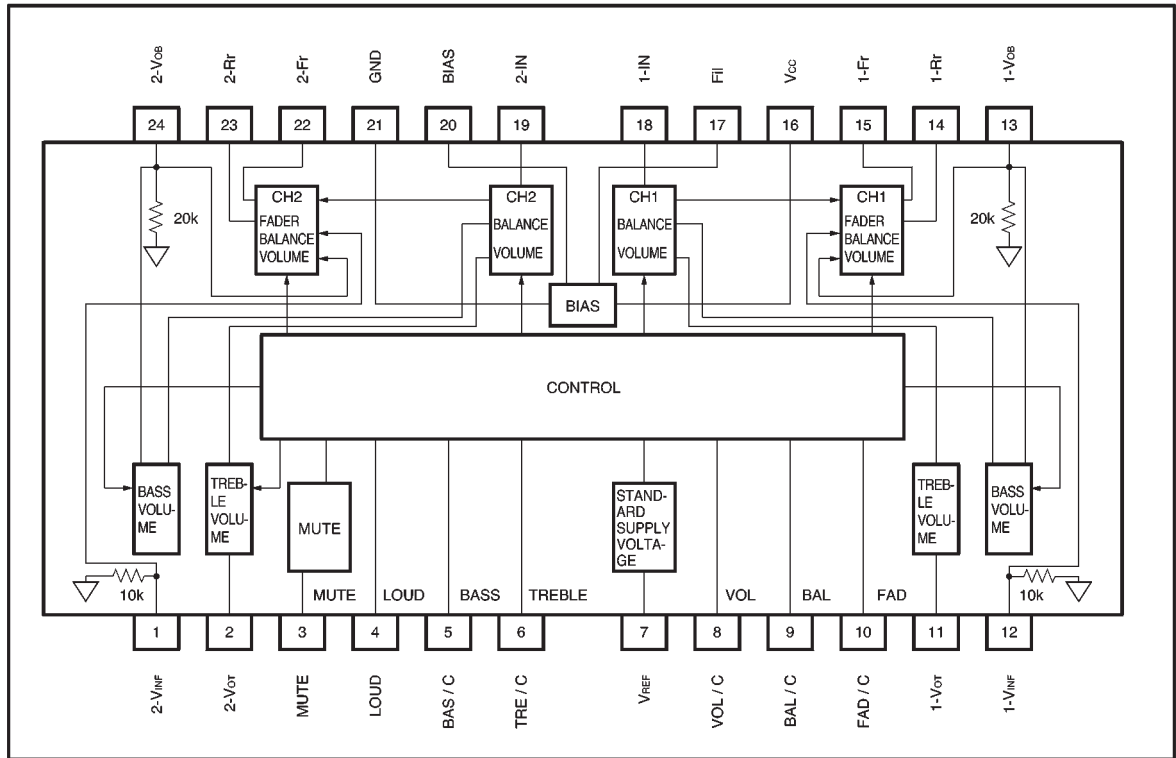 2-VOB
2-Rr
2-Fr
GND
BIAS
2-IN
1-IN
Fil
VCC
1-Fr
1-Rr
1-VOB
24
23
22
21
20
19
18
17
16
15
14
13
20k
CH2
FADER
BALANCE
VOLUME
CH2
BALANCE
VOLUME
CH1
BALANCE
VOLUME
CH1
FADER
BALANCE
VOLUME
20k
BIAS
CONTROL
BASS
VOLU-
ME
TREB-
LE
VOLU-
ME
MUTE
STAND-
ARD
SUPPLY
VOLTA-
GE
TREB-
LE
VOLU-
ME
BASS
VOLU-
ME
10k
MUTE
LOUD
BASS
TREBLE
VOL
BAL
FAD
10k
1
2
3
4
5
6
7
8
9
10
11
12
2-VINF
2-VOT
MUTE
LOUD
BAS / C
TRE / C
VREF
VOL / C
BAL / C
FAD / C
1-VOT
1-VINF